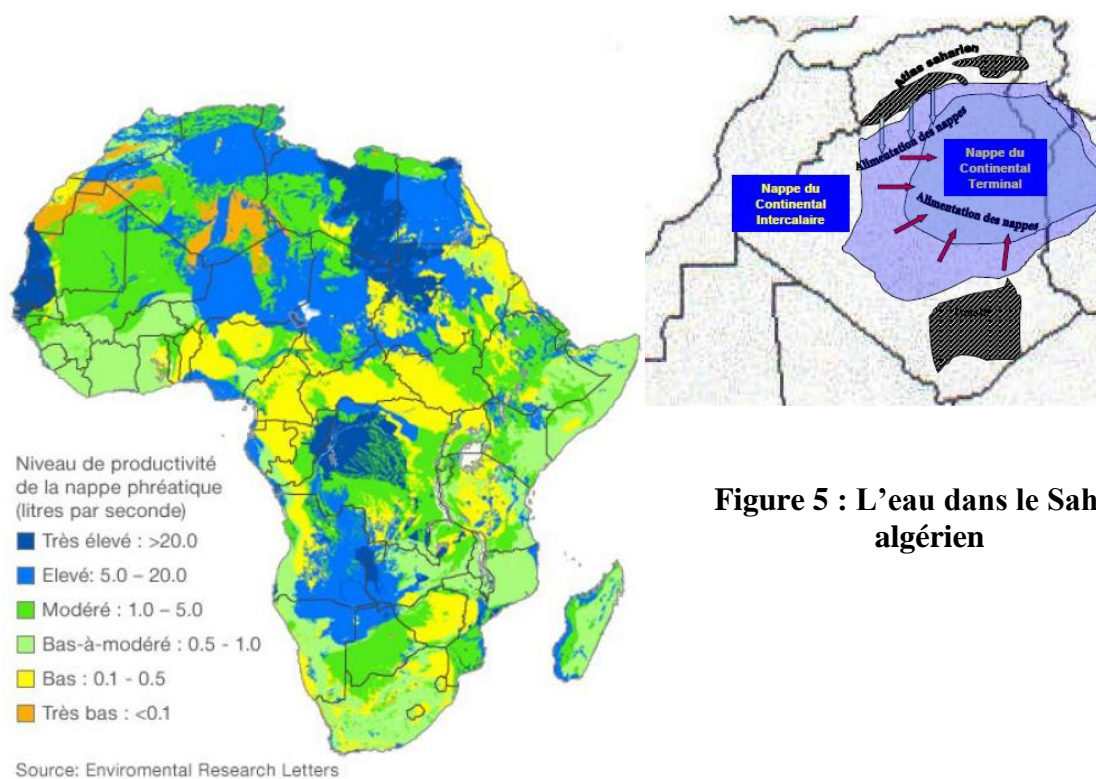 Niveau de productivité
de la nappe phréatique
(litres par seconde)
Très élevé : >20.0
Elevé: 5.0 – 20.0
Modéré : 1.0 – 5.0
Bas-à-modéré : 0.5 - 1.0
Bas : 0.1 - 0.5
Très bas : <0.1
Source: Enviromental Research Letters
Atlas saharien
Alimentation des nappes
Nappe du
Continental
Terminal
Nappe du
Continental
Intercalaire
Alimentation des nappes
Figure 5 : L’eau dans le Sah
algérien